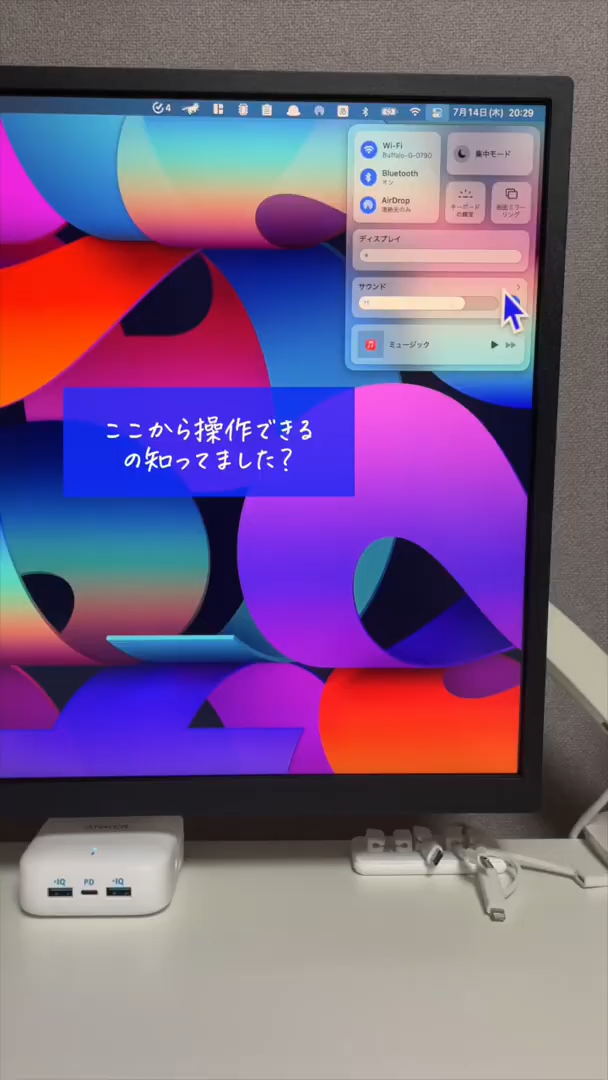 4
7月14日(木) 20:29
Wi-Fi
Buffalo-G-0790
集中モード
Bluetooth
オン
AirDrop
連絡先のみ
キーボード
の輝度
画面ミラー
リング
ディスプレイ
サウンド
ミュージック
ここから操作できる
の知ってました?
ANKER
IQ
PD
IQ